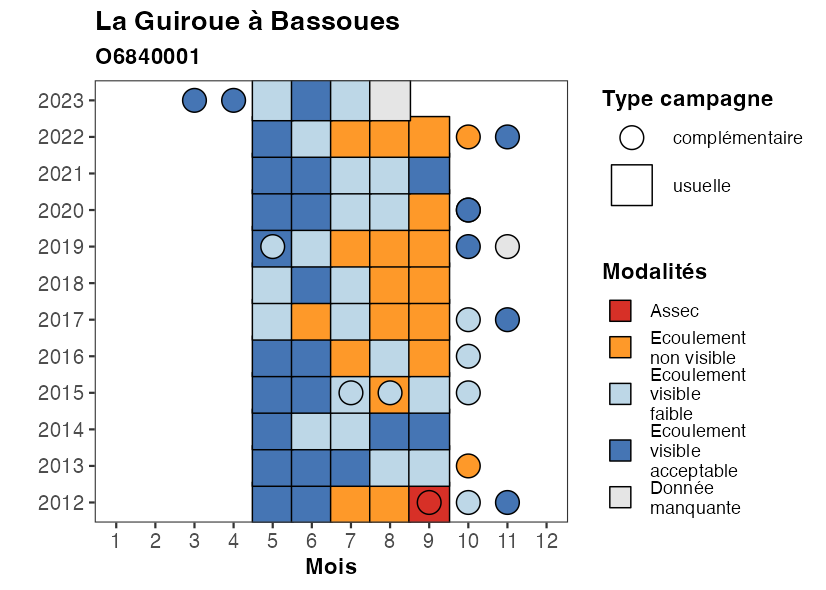 La Guiroue à Bassoues
O6840001
2023
2022
2021
2020
2019
2018
2017
2016
2015
2014
2013
2012
1 2 3 4 5 6 7 8 9 10 11 12
Mois
Type campagne
complémentaire
usuelle
Modalités
Assec
Ecoulement
non visible
Ecoulement
visible
faible
Ecoulement
visible
acceptable
Donnée
manquante